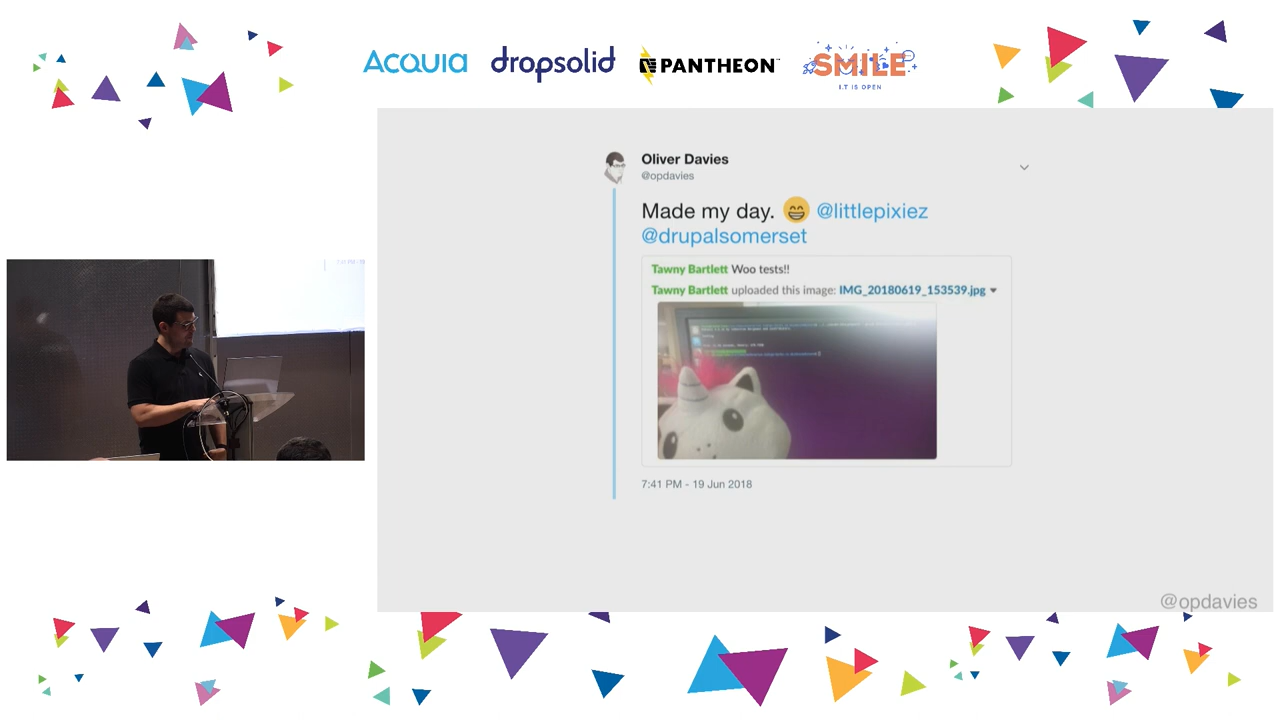 Acquia
dropsolid
PANTHEON
SMILE
I.T IS OPEN
Oliver Davies
@opdavies
Made my day. 😁 @littlepixiez
@drupalsomerset
Tawny Bartlett Woo tests!!
Tawny Bartlett uploaded this image: IMG_20180619_153539.jpg
7:41 PM - 19 Jun 2018
@opdavies